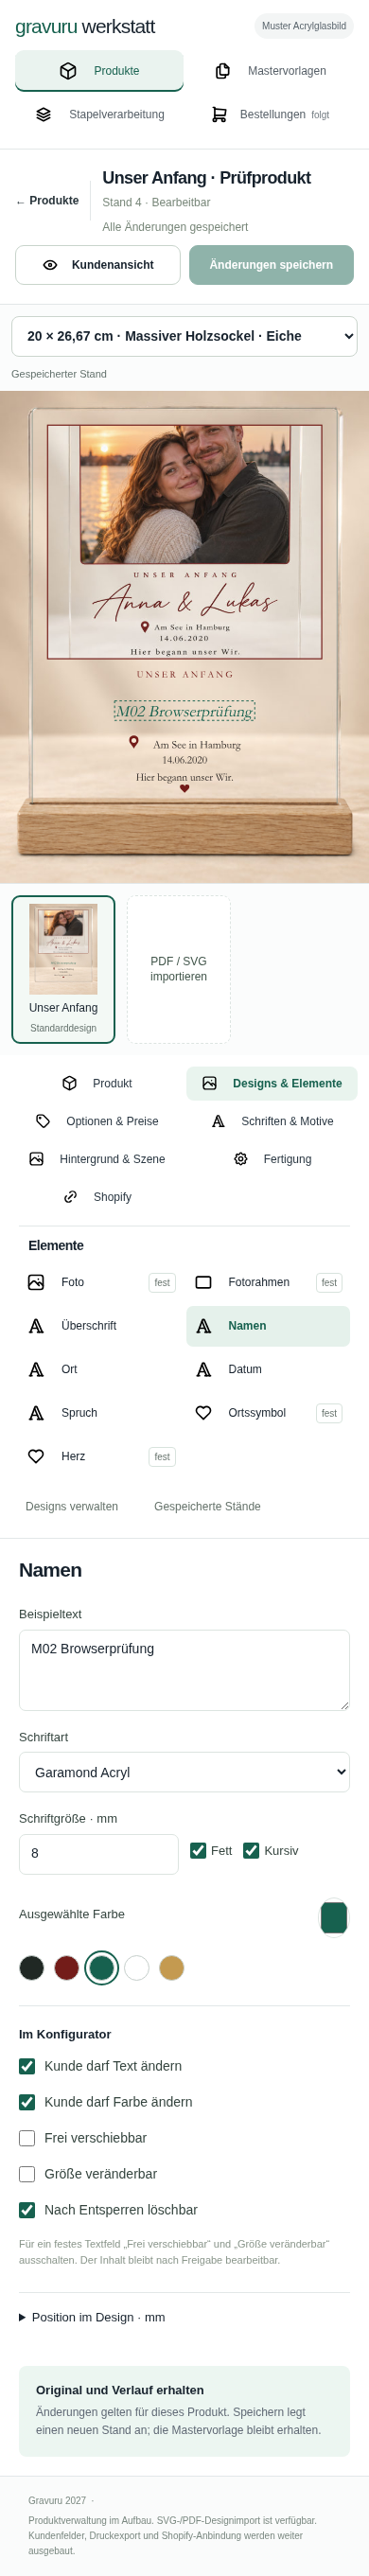 gravuru werkstatt
Muster Acrylglasbild
Produkte
Mastervorlagen
Stapelverarbeitung
Bestellungen folgt
← Produkte
Unser Anfang · Prüfprodukt
Stand 4 · Bearbeitbar
Alle Änderungen gespeichert
Kundenansicht
Änderungen speichern
20 × 26,67 cm · Massiver Holzsockel · Eiche
Gespeicherter Stand
UNSER ANFANG
Anna & Lukas
Am See in Hamburg
14.06.2020
Hier begann unser Wir.
UNSER ANFANG
M02 Browserprüfung
Am See in Hamburg
14.06.2020
Hier begann unser Wir.
Unser Anfang
Standarddesign
PDF / SVG
importieren
Produkt
Designs & Elemente
Optionen & Preise
Schriften & Motive
Hintergrund & Szene
Fertigung
Shopify
Elemente
Foto fest
Fotorahmen fest
Überschrift
Namen
Ort
Datum
Spruch
Ortssymbol fest
Herz fest
Designs verwalten
Gespeicherte Stände
Namen
Beispieltext
M02 Browserprüfung
Schriftart
Garamond Acryl
Schriftgröße · mm
8
Fett
Kursiv
Ausgewählte Farbe
Im Konfigurator
Kunde darf Text ändern
Kunde darf Farbe ändern
Frei verschiebbar
Größe veränderbar
Nach Entsperren löschbar
Für ein festes Textfeld „Frei verschiebbar“ und „Größe veränderbar“
ausschalten. Der Inhalt bleibt nach Freigabe bearbeitbar.
Position im Design · mm
Original und Verlauf erhalten
Änderungen gelten für dieses Produkt. Speichern legt
einen neuen Stand an; die Mastervorlage bleibt erhalten.
Gravuru 2027 ·
Produktverwaltung im Aufbau. SVG-/PDF-Designimport ist verfügbar.
Kundenfelder, Druckexport und Shopify-Anbindung werden weiter
ausgebaut.